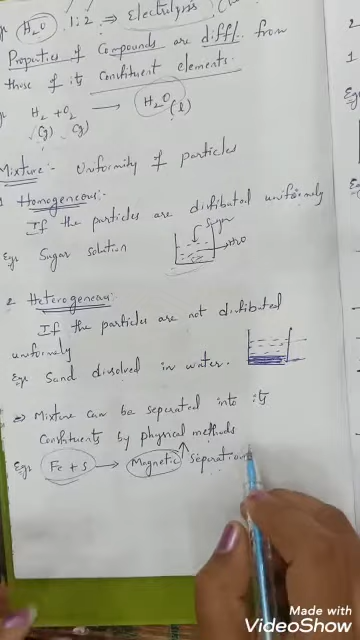 H₂O 1:2 ⇒ Electrolysis
Properties of Compounds are diff/. from
those of its constituent elements.
H₂ + O₂ → H₂O (l)
(g) (g)
Mixture:- Uniformity of particles
1 Homogeneous:-
If the particles are distributed uniformly
Sugar
Eg: Sugar solution
H₂O
2 Heterogeneous:
If the particles are not distributed
uniformely
Eg: Sand dissolved in water.
⇒ Mixture can be separated into its
constituents by physical methods
Eg: Fe + S → Magnetic separation
Made with
VideoShow